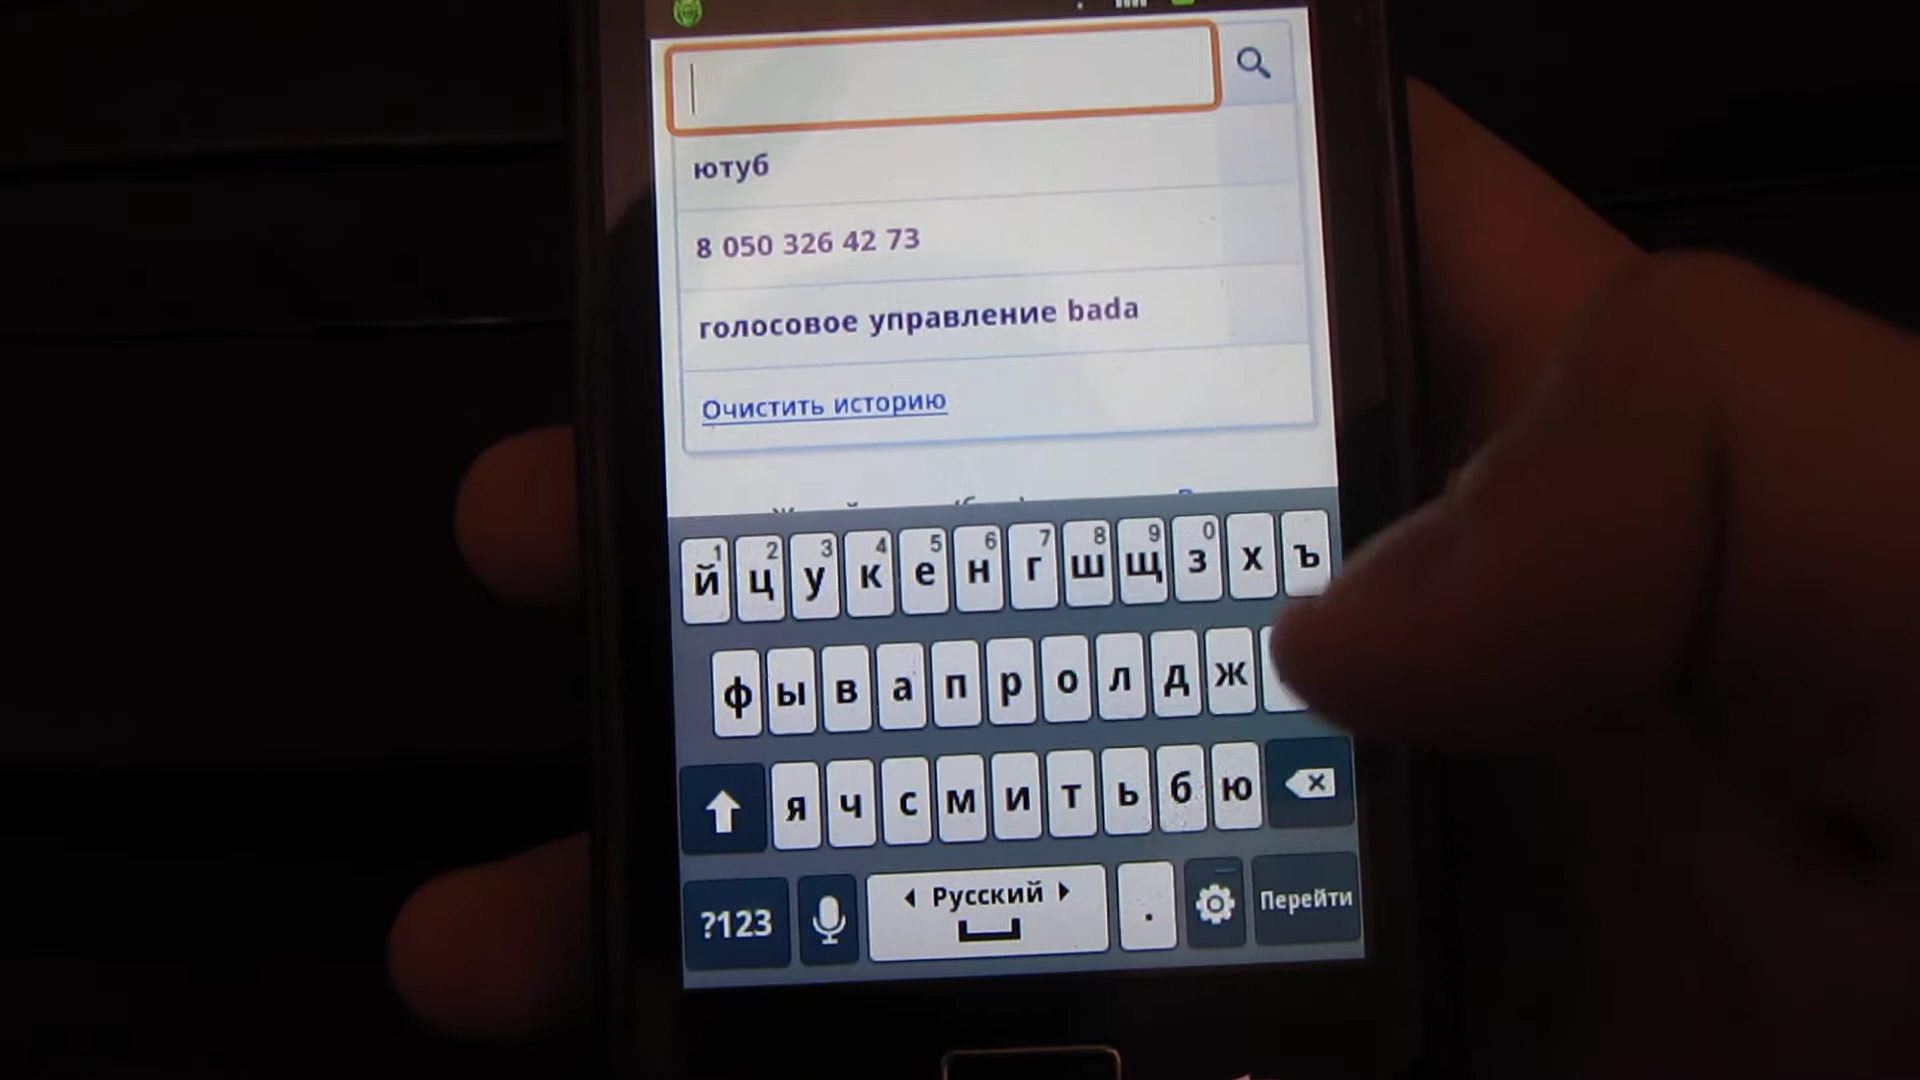 ютуб
8 050 326 42 73
голосовое управление bada
Очистить историю
1 2 3 4 5 6 7 8 9 0
й ц у к е н г ш щ з х ъ
ф ы в а п р о л д ж
я ч с м и т ь б ю
?123 Русский . Перейти